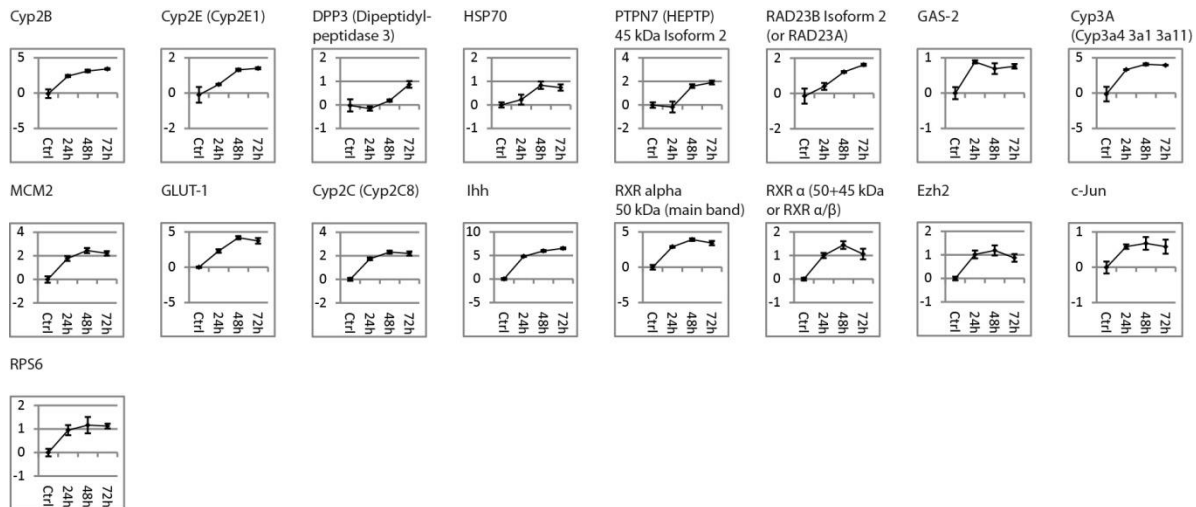 Cyp2B
5
0
-5
Ctrl
24h
48h
72h
Cyp2E (Cyp2E1)
2
0
-2
Ctrl
24h
48h
72h
DPP3 (Dipeptidyl-
peptidase 3)
2
1
0
-1
Ctrl
24h
48h
72h
HSP70
2
1
0
-1
Ctrl
24h
48h
72h
PTPN7 (HEPTP)
45 kDa Isoform 2
4
2
0
-2
Ctrl
24h
48h
72h
RAD23B Isoform 2
(or RAD23A)
2
0
-2
Ctrl
24h
48h
72h
GAS-2
1
0
-1
Ctrl
24h
48h
72h
Cyp3A
(Cyp3a4 3a1 3a11)
5
0
-5
Ctrl
24h
48h
72h
MCM2
4
2
0
-2
Ctrl
24h
48h
72h
GLUT-1
5
0
-5
Ctrl
24h
48h
72h
Cyp2C (Cyp2C8)
4
2
0
-2
Ctrl
24h
48h
72h
Ihh
10
5
0
-5
Ctrl
24h
48h
72h
RXR alpha
50 kDa (main band)
5
0
-5
Ctrl
24h
48h
72h
RXR α (50+45 kDa
or RXR α/β)
2
1
0
-1
Ctrl
24h
48h
72h
Ezh2
2
1
0
-1
Ctrl
24h
48h
72h
c-Jun
1
0
-1
Ctrl
24h
48h
72h
RPS6
2
1
0
-1
Ctrl
24h
48h
72h